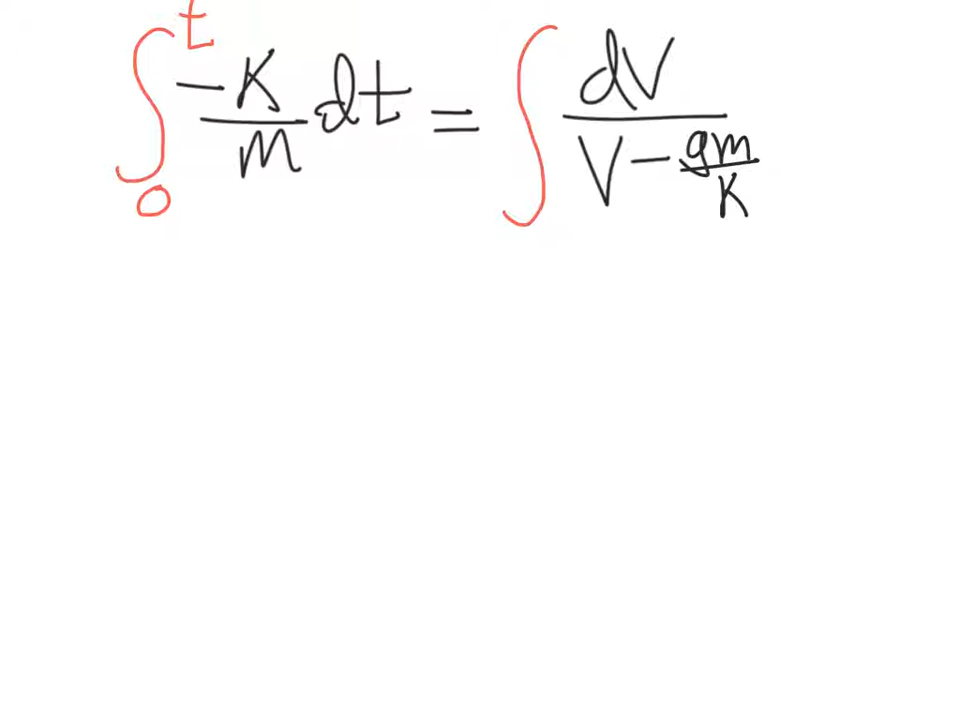 ∫₀ᵗ -K/m dt = ∫ dV/(V - gm/K)